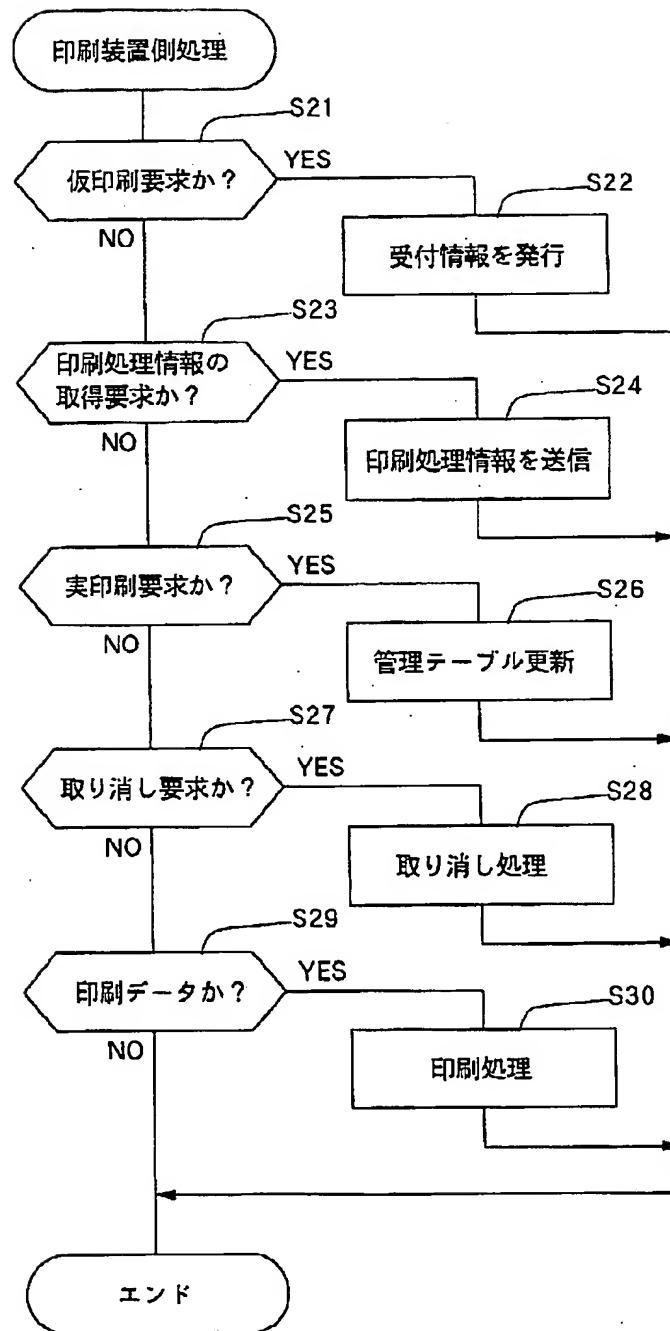 印刷装置側処理
S21
仮印刷要求か？
YES
S22
NO
受付情報を発行
S23
印刷処理情報の
取得要求か？
YES
S24
NO
印刷処理情報を送信
S25
実印刷要求か？
YES
S26
NO
管理テーブル更新
S27
取り消し要求か？
YES
S28
NO
取り消し処理
S29
印刷データか？
YES
S30
NO
印刷処理
エンド